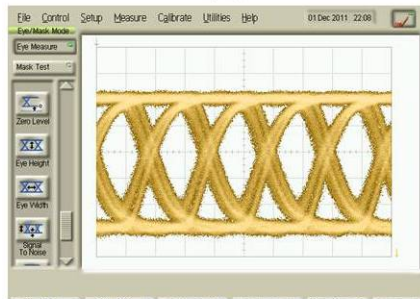 File Control Setup Measure Calibrate Utilities Help 01 Dec 2011 22:08
Eye/Mask Mode
Eye Measure
Mask Test
Zero Level
Eye Height
Eye Width
Signal
To Noise